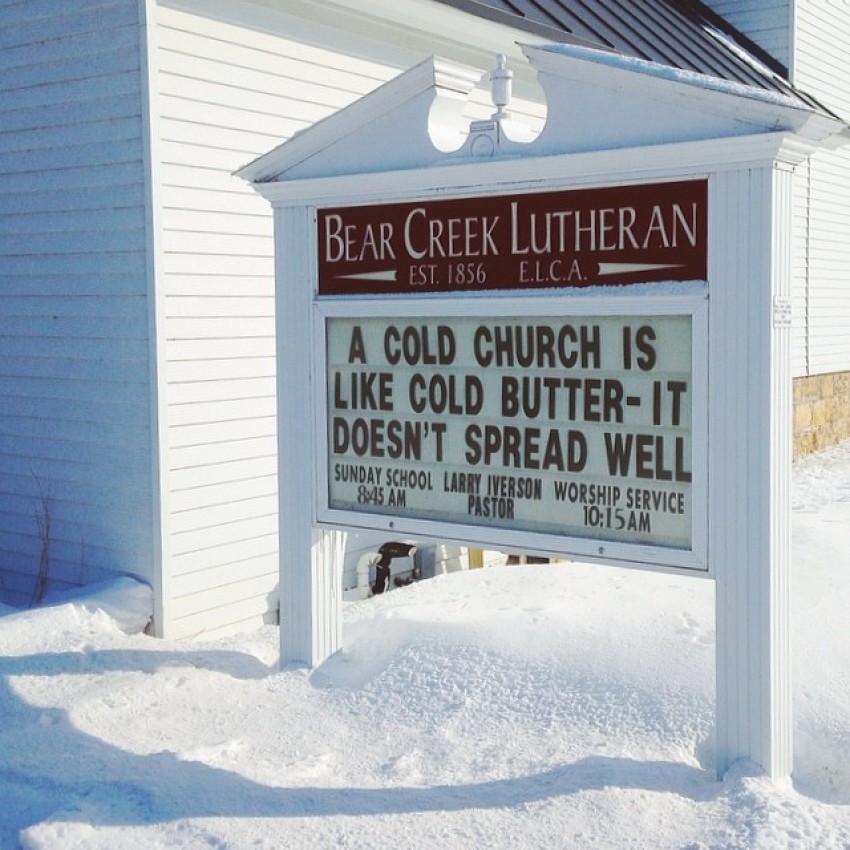 BEAR CREEK LUTHERAN
EST. 1856 E.L.C.A.
A COLD CHURCH IS
LIKE COLD BUTTER-IT
DOESN'T SPREAD WELL
SUNDAY SCHOOL LARRY IVERSON WORSHIP SERVICE
8:45 AM PASTOR 10:15AM